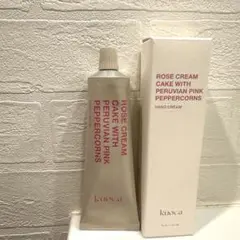 ROSE CREAM
CAKE WITH
PERUVIAN PINK
PEPPERCORNS
ROSE CREAM
CAKE WITH
PERUVIAN PINK
PEPPERCORNS
HAND CREAM